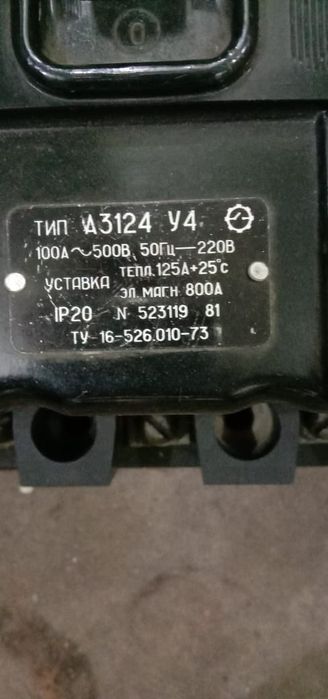 0
ТИП А3124 У4
100А ~ 500В, 50Гц — 220В
УСТАВКА ТЕПЛ. 125А +25°С
ЭЛ. МАГН. 800А
IP20 N 523119 81
ТУ 16-526.010-73